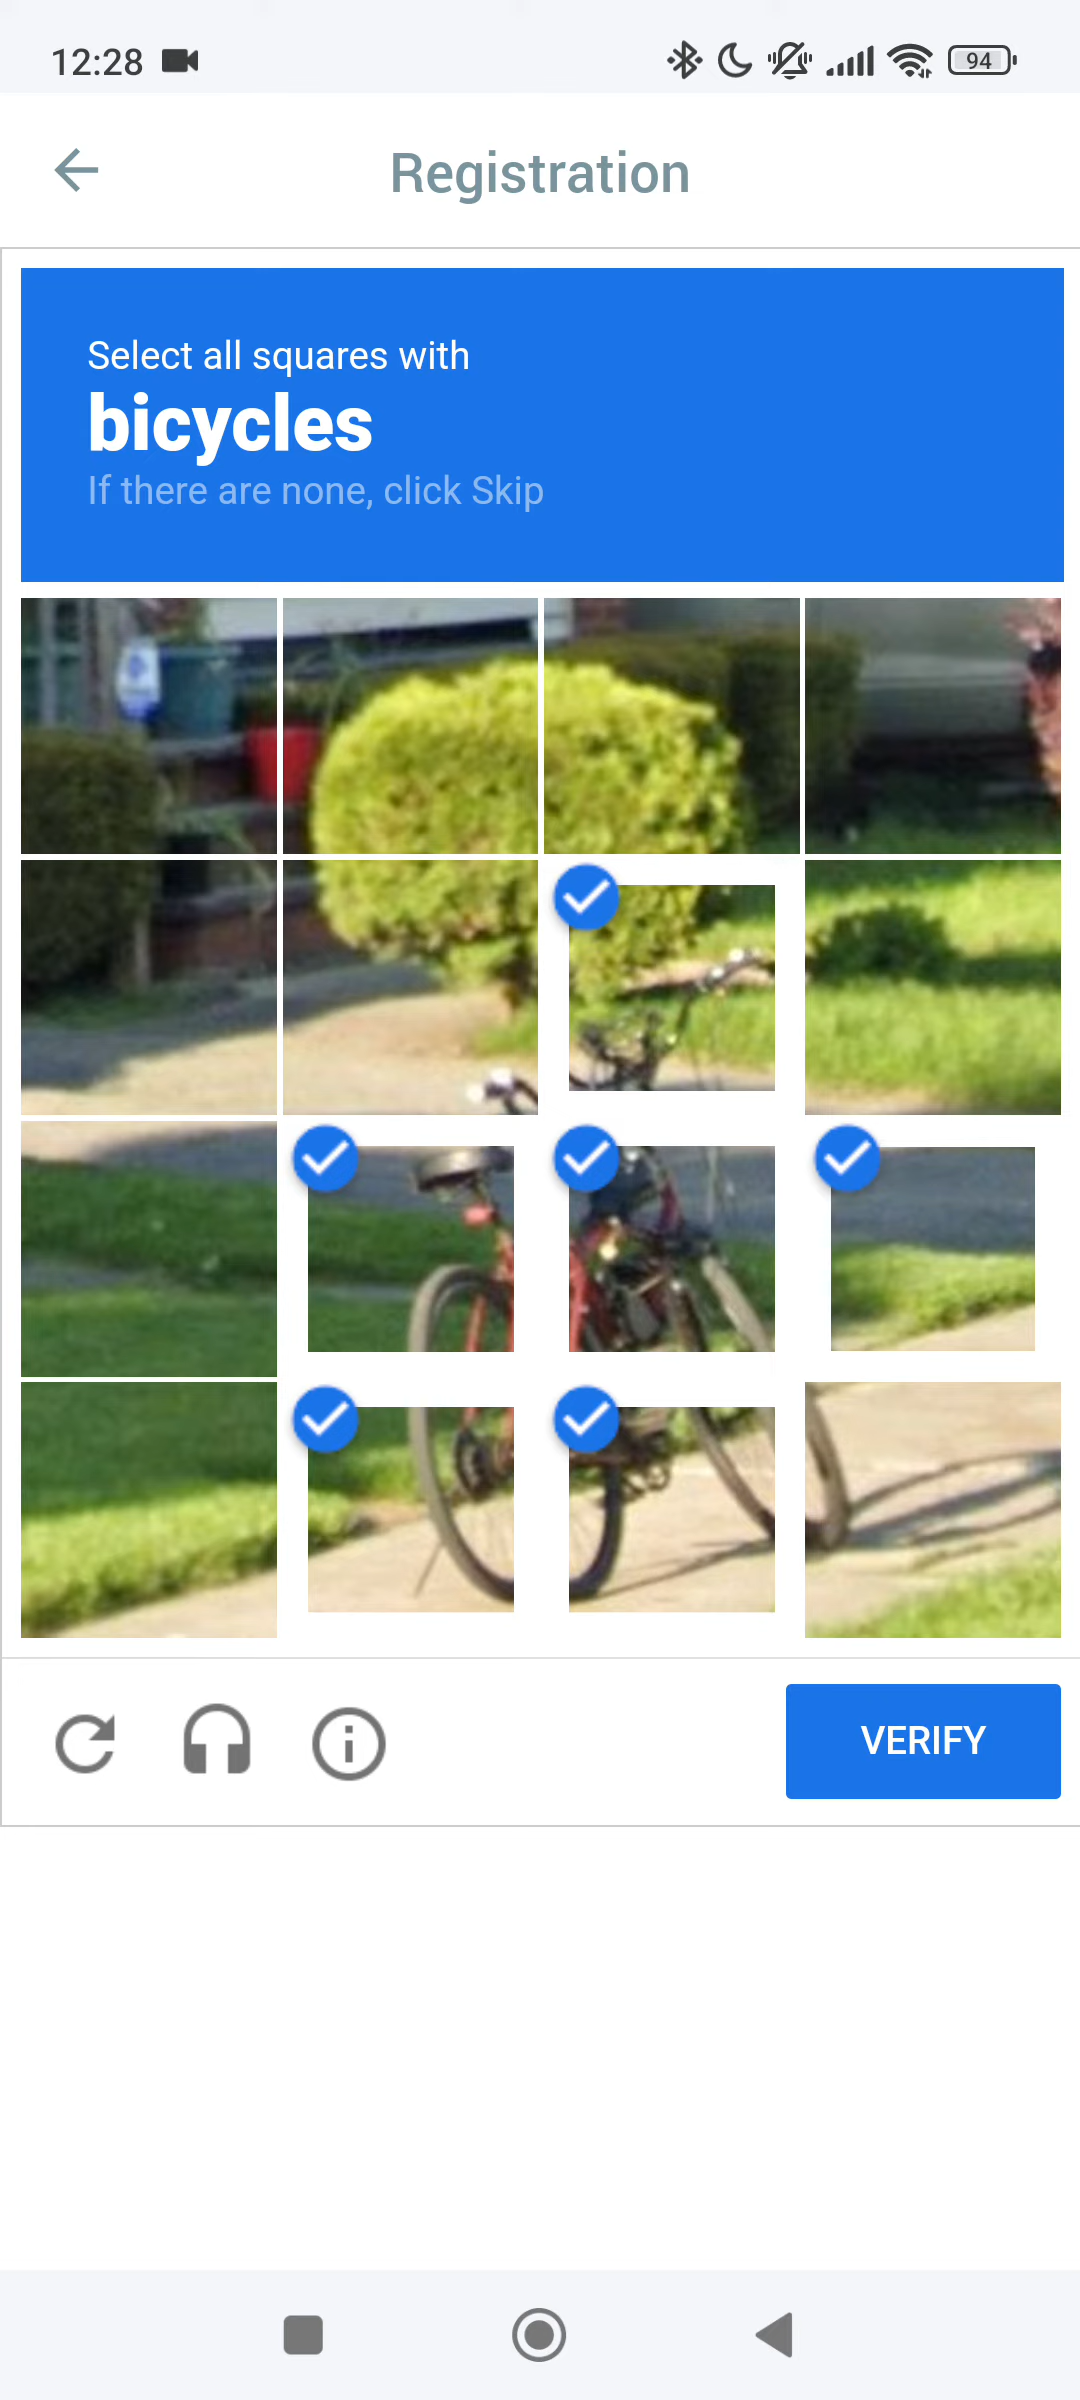 12:28
94
Registration
Select all squares with
bicycles
If there are none, click Skip
VERIFY